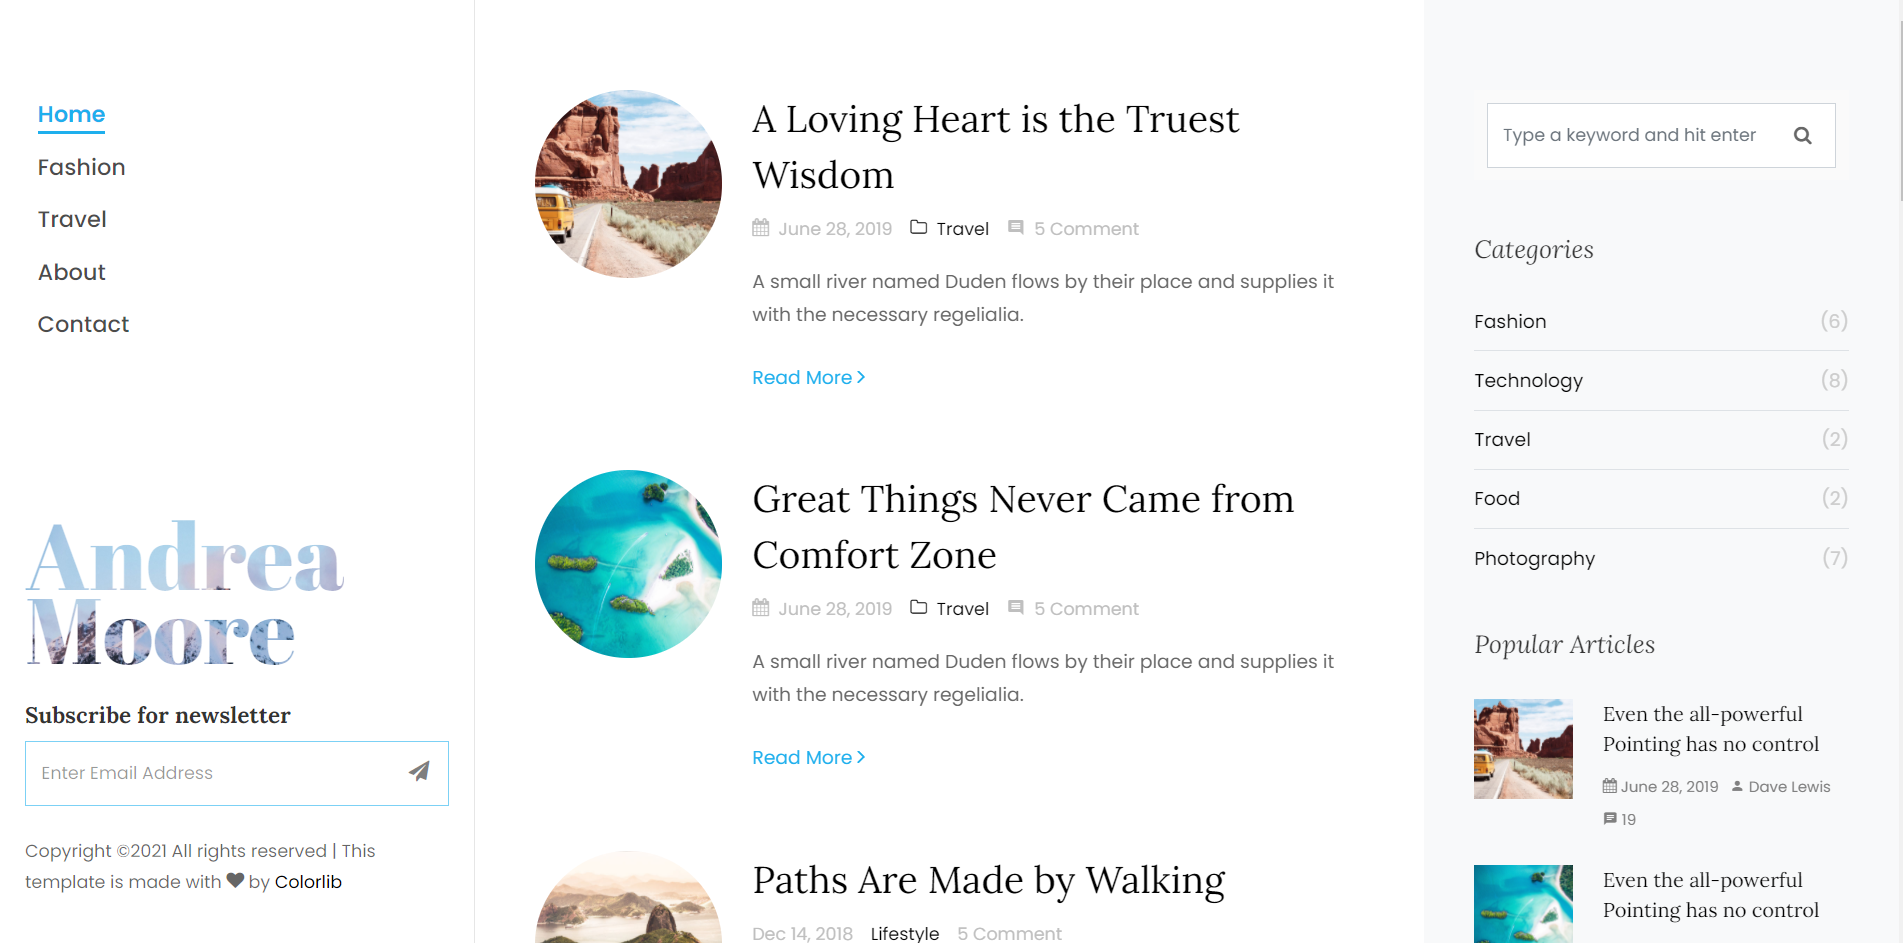 Home
Fashion
Travel
About
Contact
Andrea
Moore
Subscribe for newsletter
Enter Email Address
Copyright ©2021 All rights reserved | This
template is made with ♥ by Colorlib
A Loving Heart is the Truest
Wisdom
June 28, 2019 Travel 5 Comment
A small river named Duden flows by their place and supplies it
with the necessary regelialia.
Read More
Great Things Never Came from
Comfort Zone
June 28, 2019 Travel 5 Comment
A small river named Duden flows by their place and supplies it
with the necessary regelialia.
Read More
Paths Are Made by Walking
Dec 14, 2018 Lifestyle 5 Comment
Type a keyword and hit enter
Categories
Fashion (6)
Technology (8)
Travel (2)
Food (2)
Photography (7)
Popular Articles
Even the all-powerful
Pointing has no control
June 28, 2019 Dave Lewis
19
Even the all-powerful
Pointing has no control